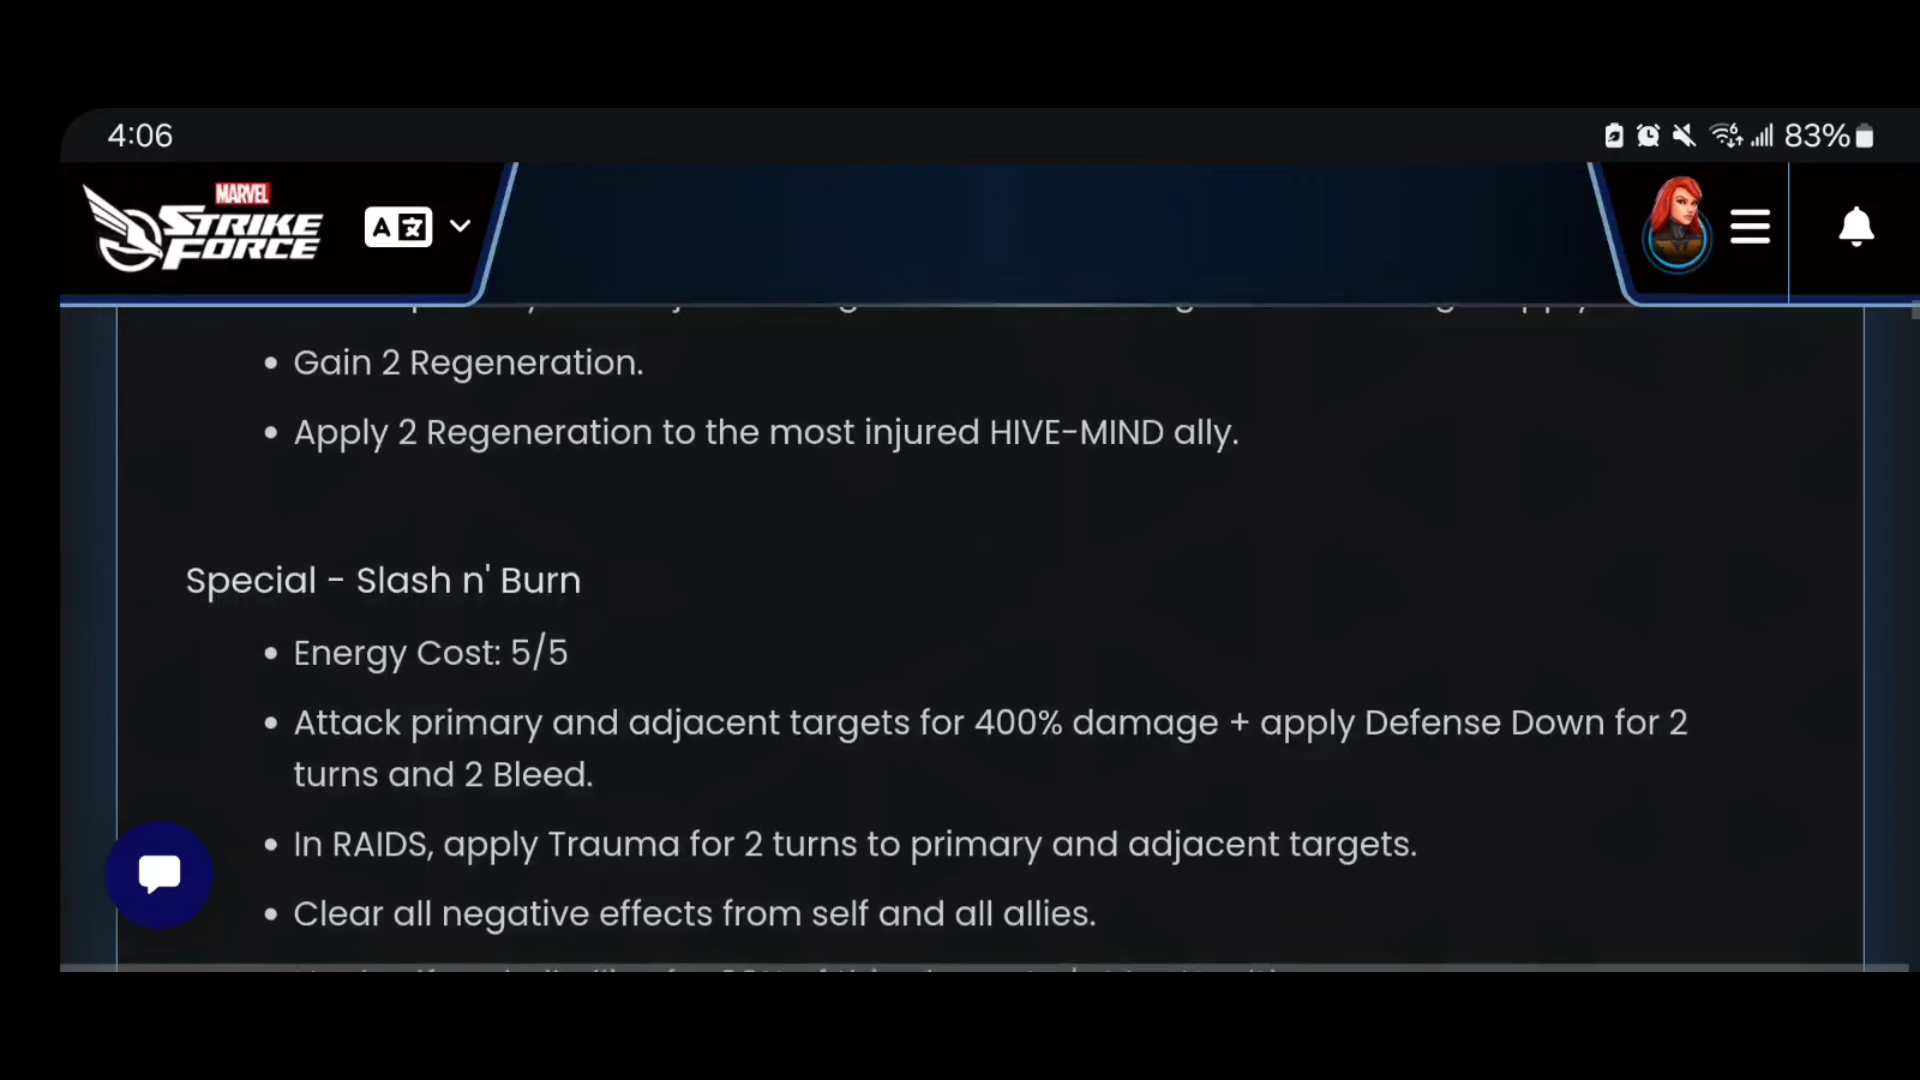 4:06
83%
MARVEL
STRIKE
FORCE
A文
Gain 2 Regeneration.
Apply 2 Regeneration to the most injured HIVE-MIND ally.
Special - Slash n' Burn
Energy Cost: 5/5
Attack primary and adjacent targets for 400% damage + apply Defense Down for 2
turns and 2 Bleed.
In RAIDS, apply Trauma for 2 turns to primary and adjacent targets.
Clear all negative effects from self and all allies.